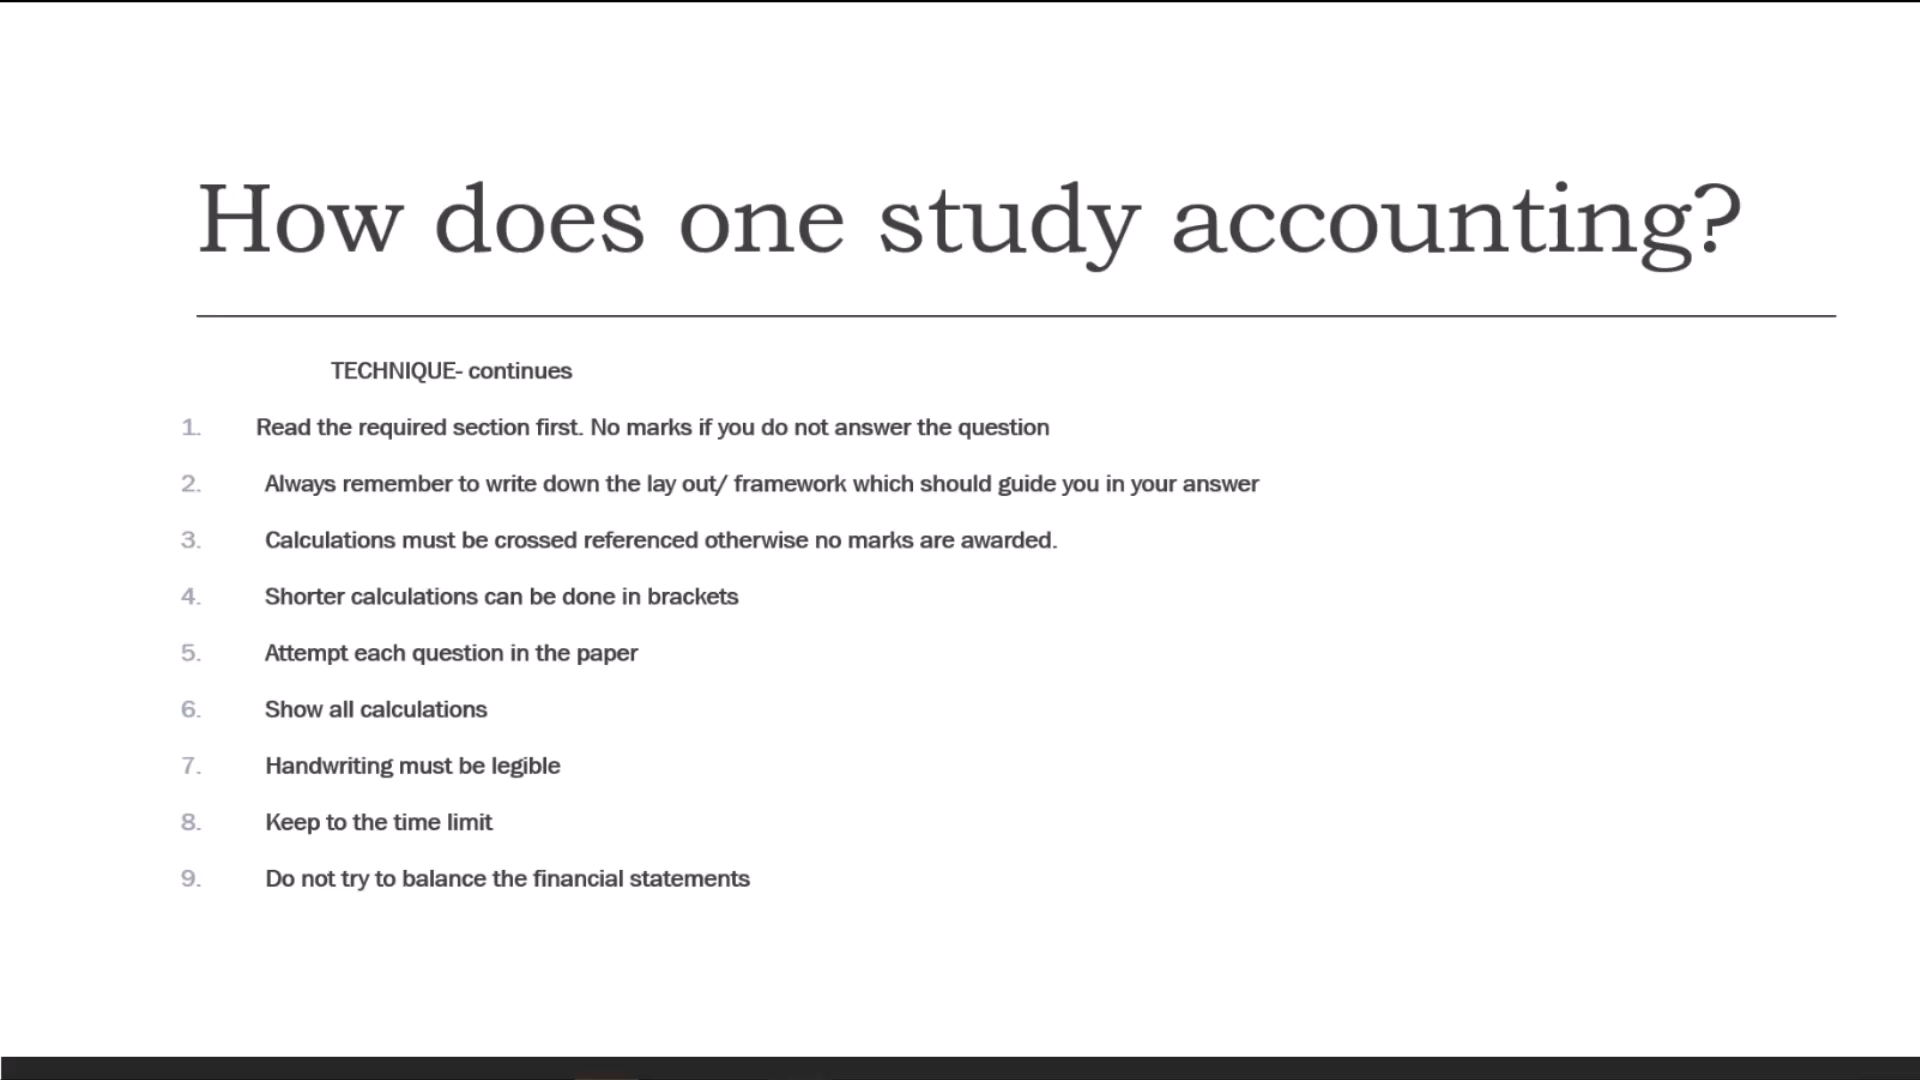 How does one study accounting?
TECHNIQUE- continues
1. Read the required section first. No marks if you do not answer the question
2. Always remember to write down the lay out/ framework which should guide you in your answer
3. Calculations must be crossed referenced otherwise no marks are awarded.
4. Shorter calculations can be done in brackets
5. Attempt each question in the paper
6. Show all calculations
7. Handwriting must be legible
8. Keep to the time limit
9. Do not try to balance the financial statements